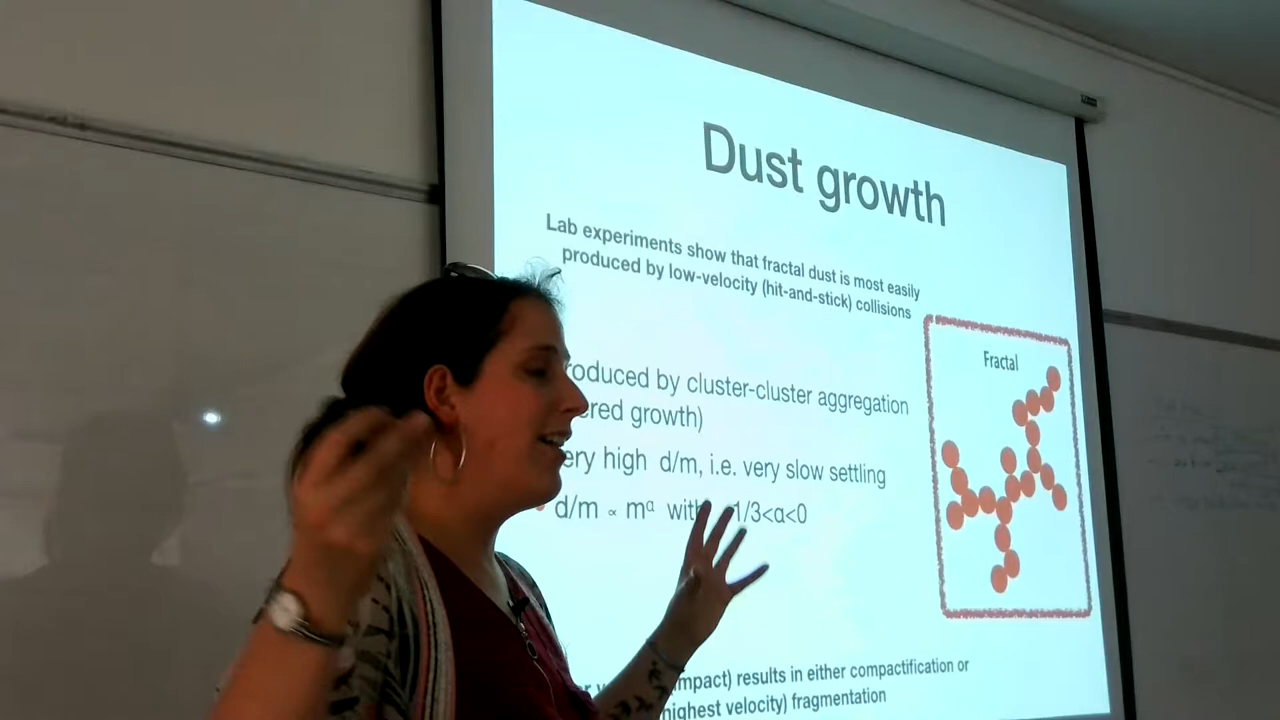 Dust growth
Lab experiments show that fractal dust is most easily
produced by low-velocity (hit-and-stick) collisions
Fractal
roduced by cluster-cluster aggregation
ered growth)
ery high d/m, i.e. very slow settling
d/m ∝ mᵅ with 1/3<α<0
mpact) results in either compactification or
highest velocity) fragmentation